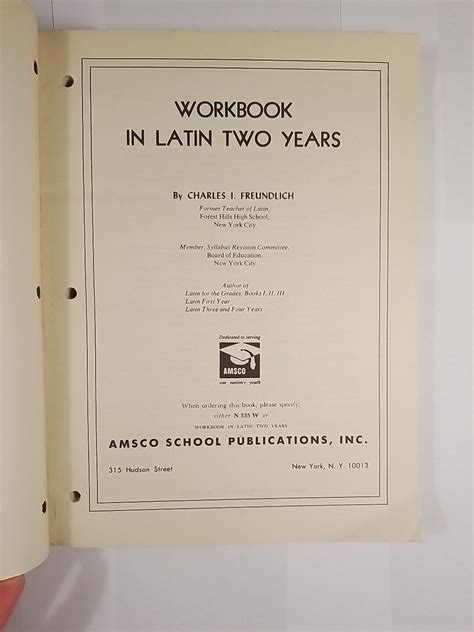 WORKBOOK
IN LATIN TWO YEARS
By CHARLES I. FREUNDLICH
Former Teacher of Latin,
Forest Hills High School,
New York City
Member, Syllabus Revision Committee,
Board of Education,
New York City
Author of
Latin for the Grades, Books I, II, III
Latin First Year
Latin Three and Four Years
Dedicated to serving
AMSCO
our nation's youth
When ordering this book, please specify:
either N 335 W or
WORKBOOK IN LATIN TWO YEARS
AMSCO SCHOOL PUBLICATIONS, INC.
315 Hudson Street New York, N. Y. 10013